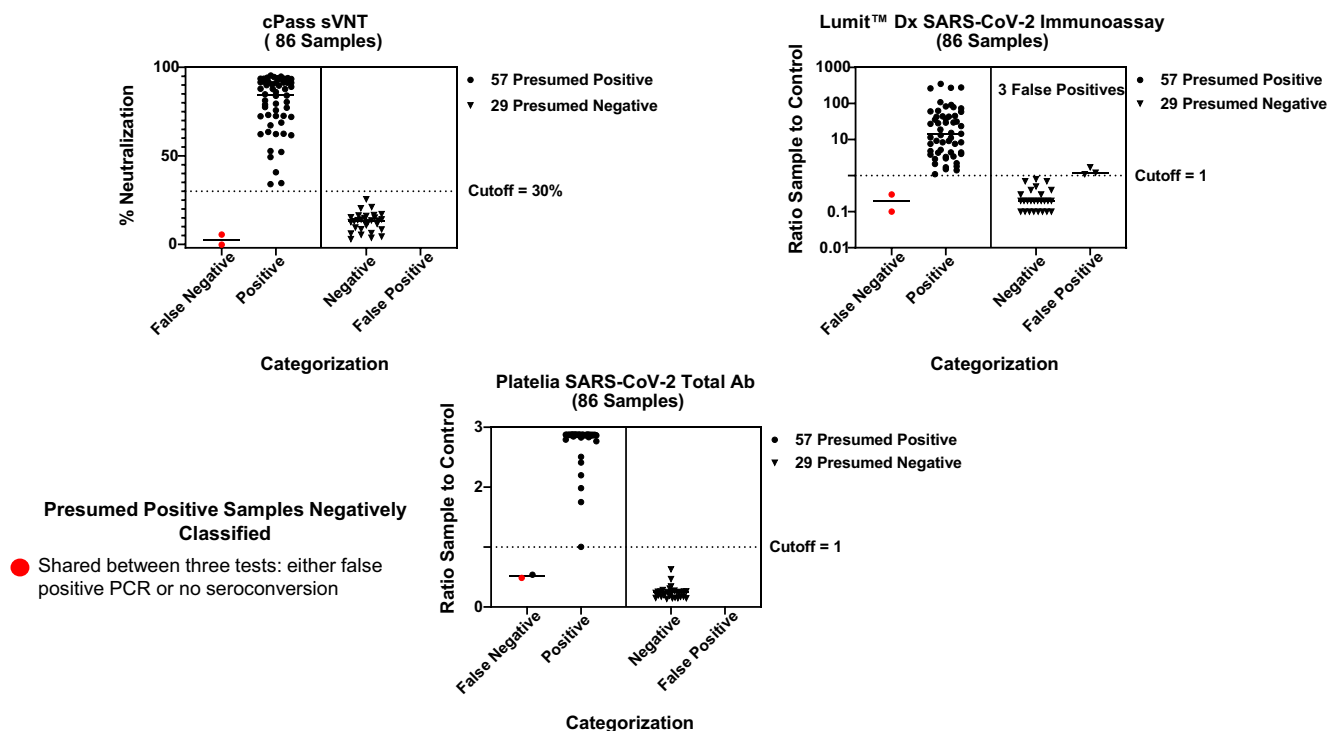 cPass sVNT
( 86 Samples)
% Neutralization
100
50
0
Cutoff = 30%
57 Presumed Positive
29 Presumed Negative
False Negative
Positive
Negative
False Positive
Categorization
Lumit™ Dx SARS-CoV-2 Immunoassay
(86 Samples)
Ratio Sample to Control
1000
100
10
1
0.1
0.01
3 False Positives
57 Presumed Positive
29 Presumed Negative
Cutoff = 1
False Negative
Positive
Negative
False Positive
Categorization
Platelia SARS-CoV-2 Total Ab
(86 Samples)
Ratio Sample to Control
3
2
1
0
57 Presumed Positive
29 Presumed Negative
Cutoff = 1
False Negative
Positive
Negative
False Positive
Categorization
Presumed Positive Samples Negatively
Classified
Shared between three tests: either false
positive PCR or no seroconversion